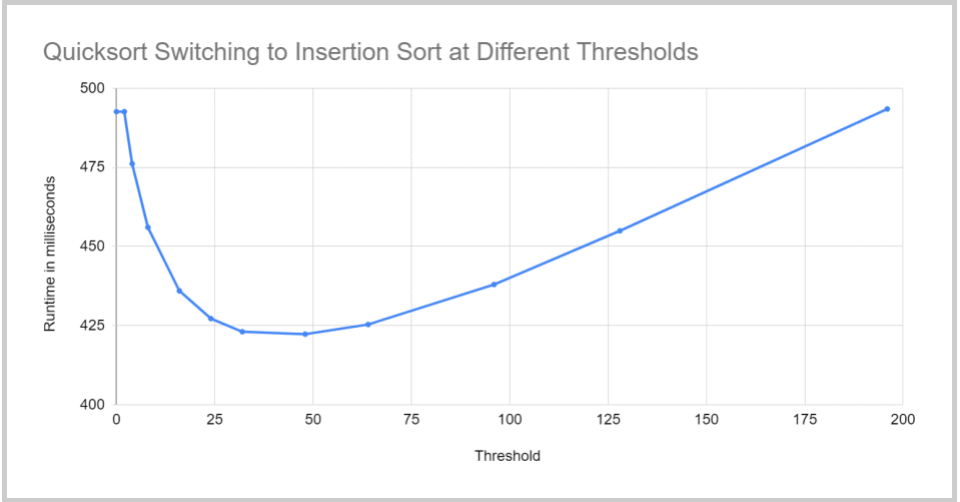 Quicksort Switching to Insertion Sort at Different Thresholds
500
475
450
425
400
Runtime in milliseconds
0 25 50 75 100 125 150 175 200
Threshold